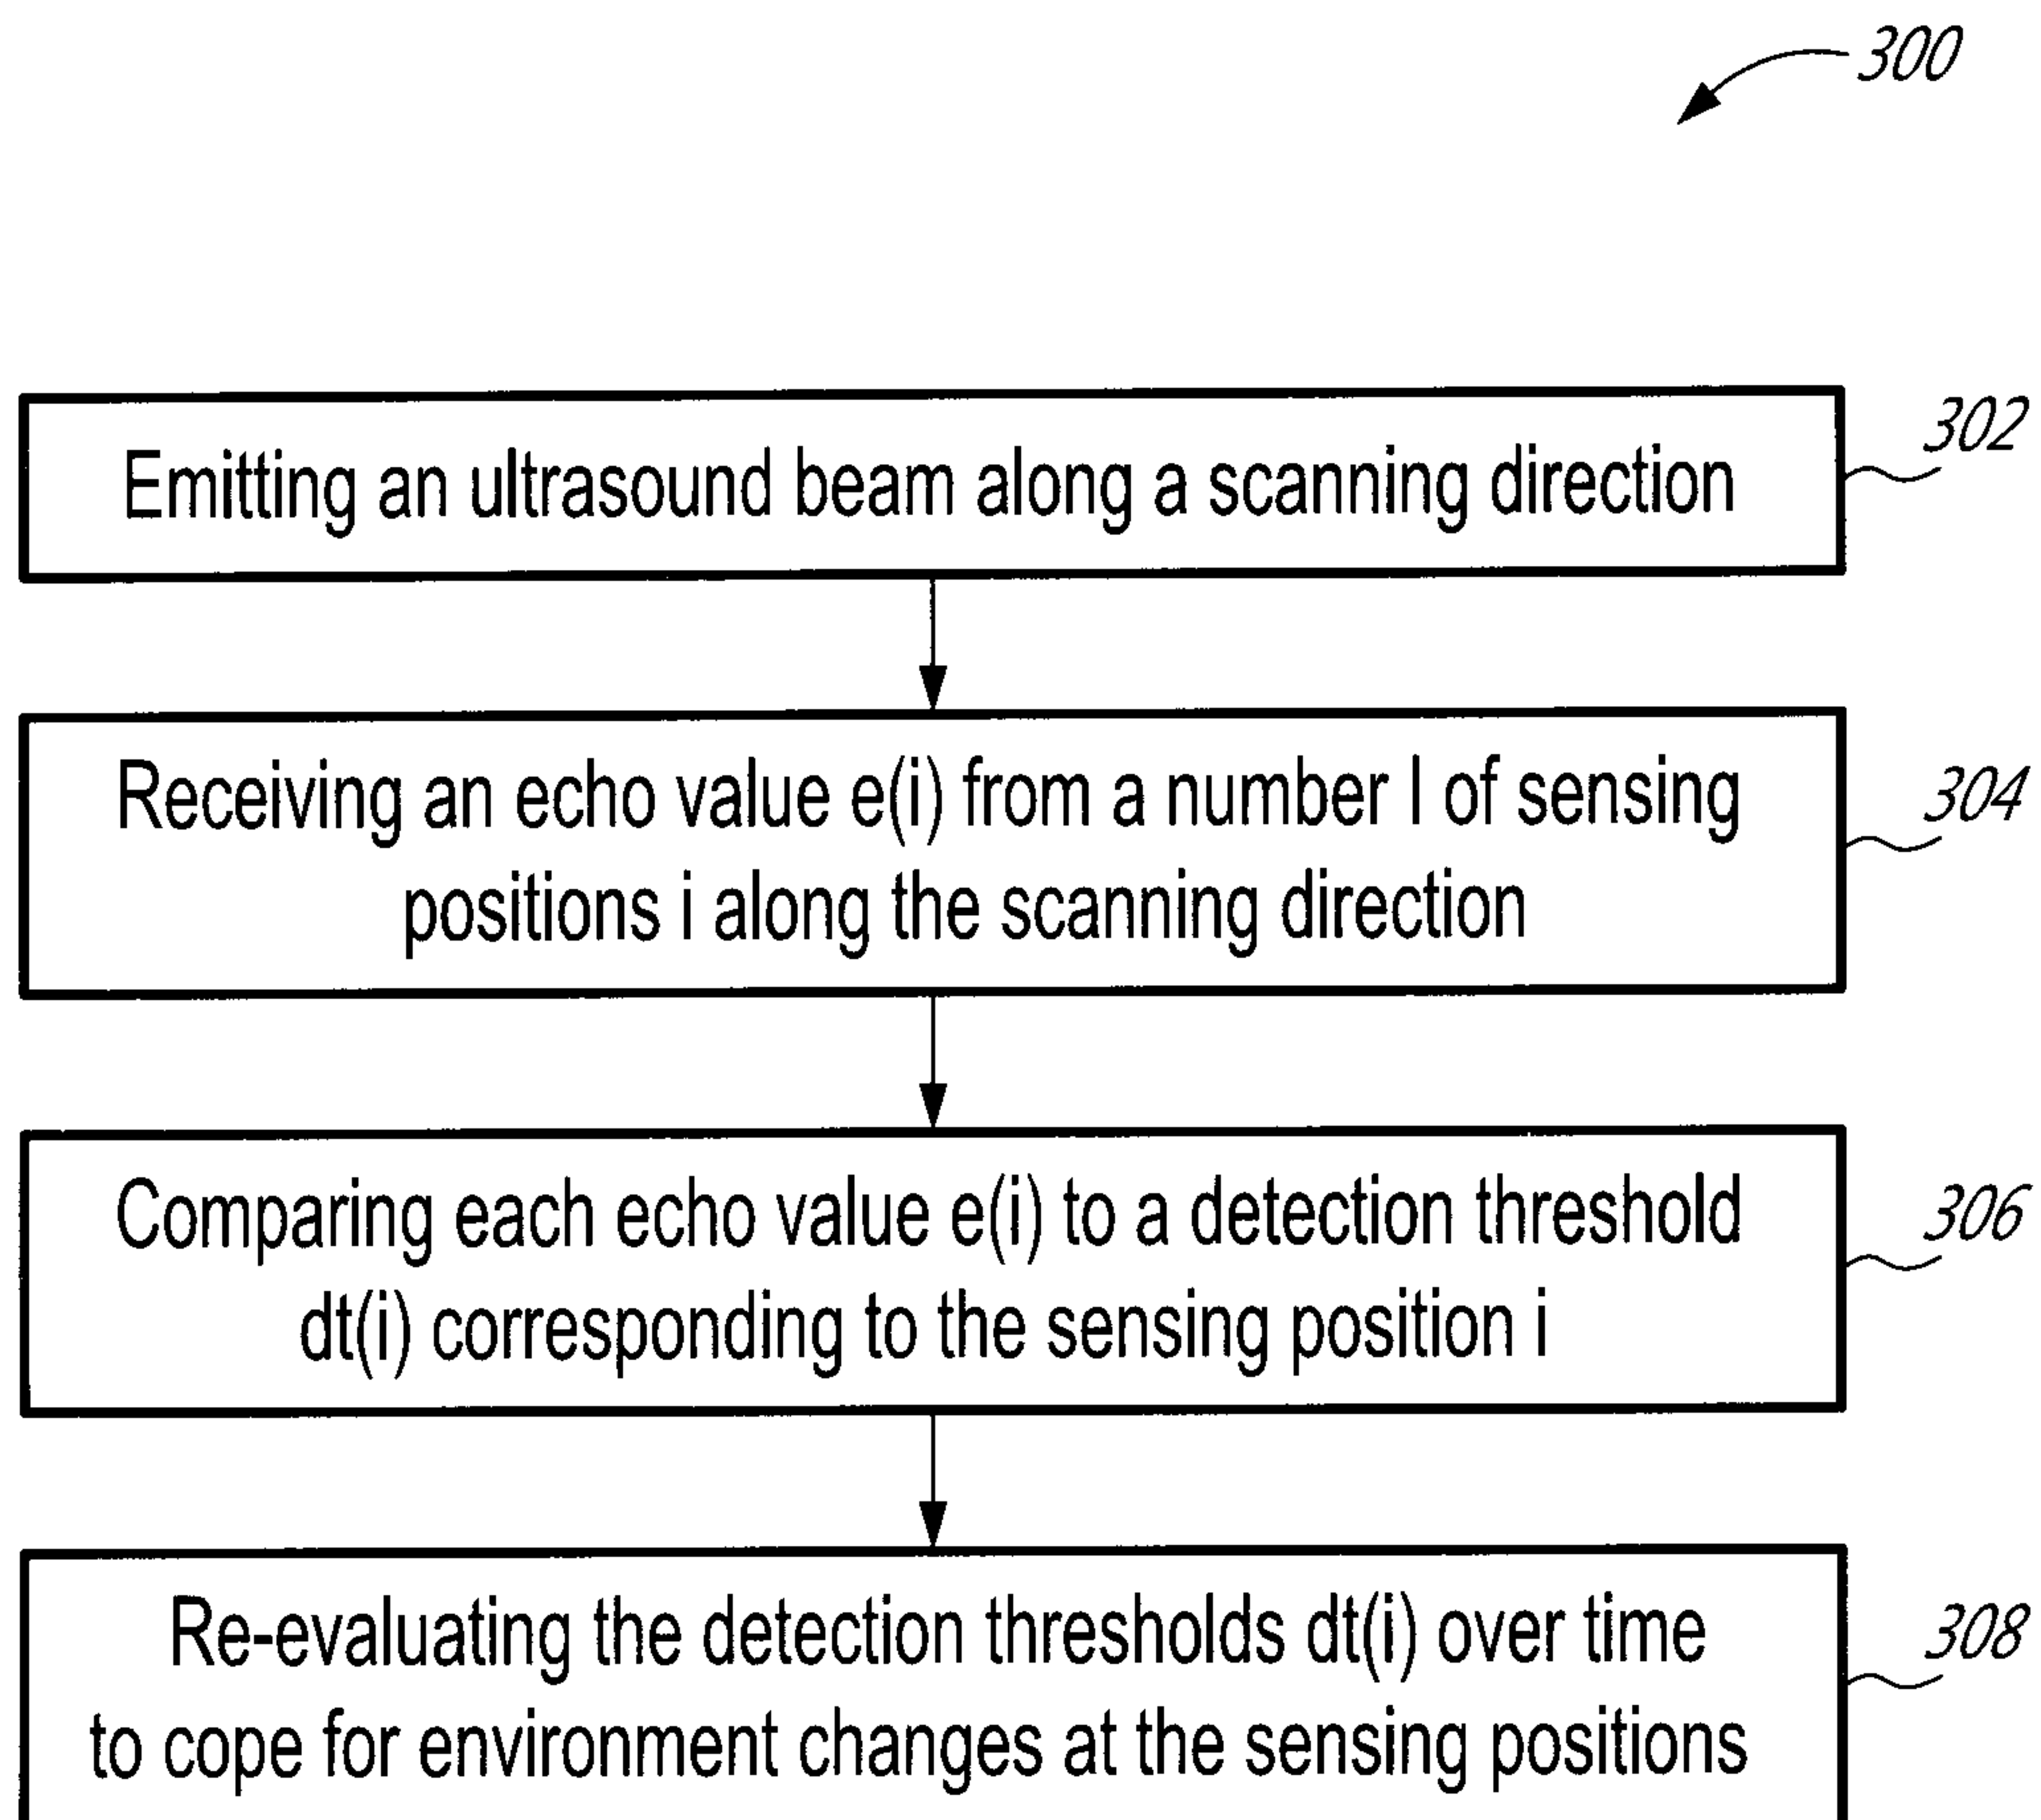 300
Emitting an ultrasound beam along a scanning direction
302
Receiving an echo value e(i) from a number I of sensing
positions i along the scanning direction
304
Comparing each echo value e(i) to a detection threshold
dt(i) corresponding to the sensing position i
306
Re-evaluating the detection thresholds dt(i) over time
to cope for environment changes at the sensing positions
308